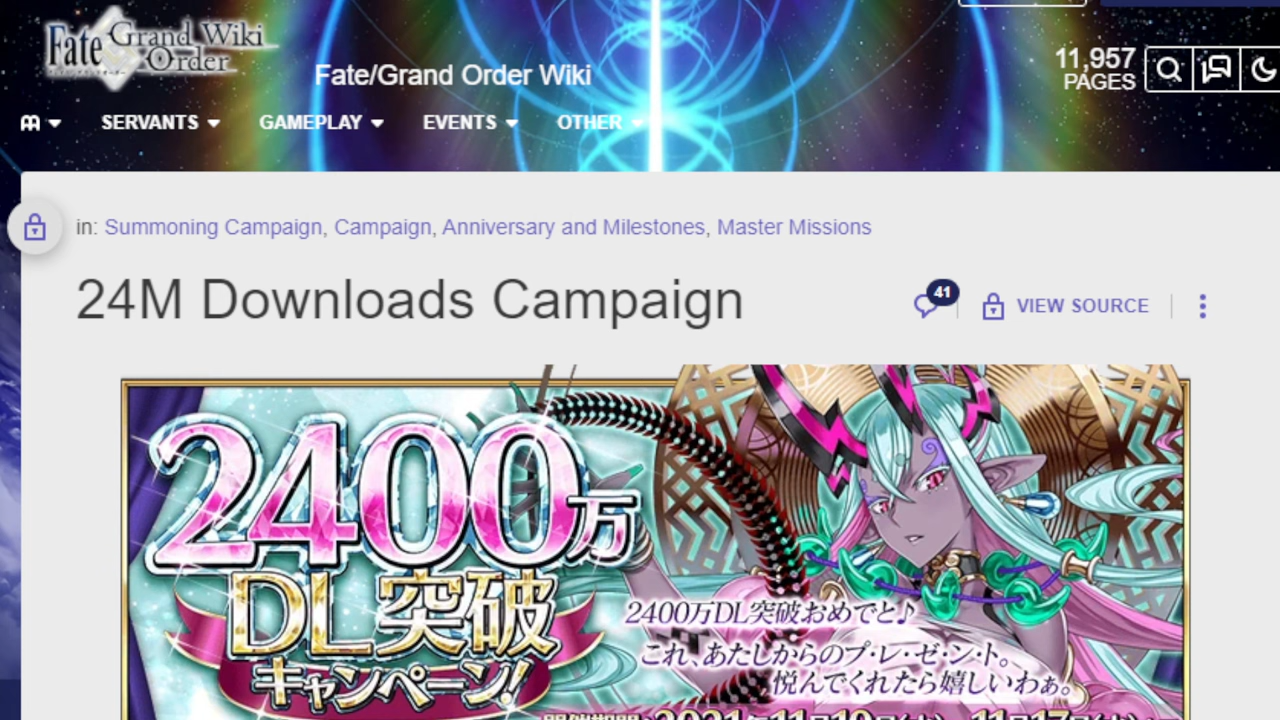 Fate Grand Wiki Order
Fate/Grand Order Wiki
11,957
PAGES
SERVANTS
GAMEPLAY
EVENTS
OTHER
in: Summoning Campaign, Campaign, Anniversary and Milestones, Master Missions
24M Downloads Campaign
41
VIEW SOURCE
2400万
DL突破
キャンペーン!
2400万DL突破おめでと♪
これ、あたしからのプ・レ・ゼ・ン・ト。
悦んでくれたら嬉しいわぁ。